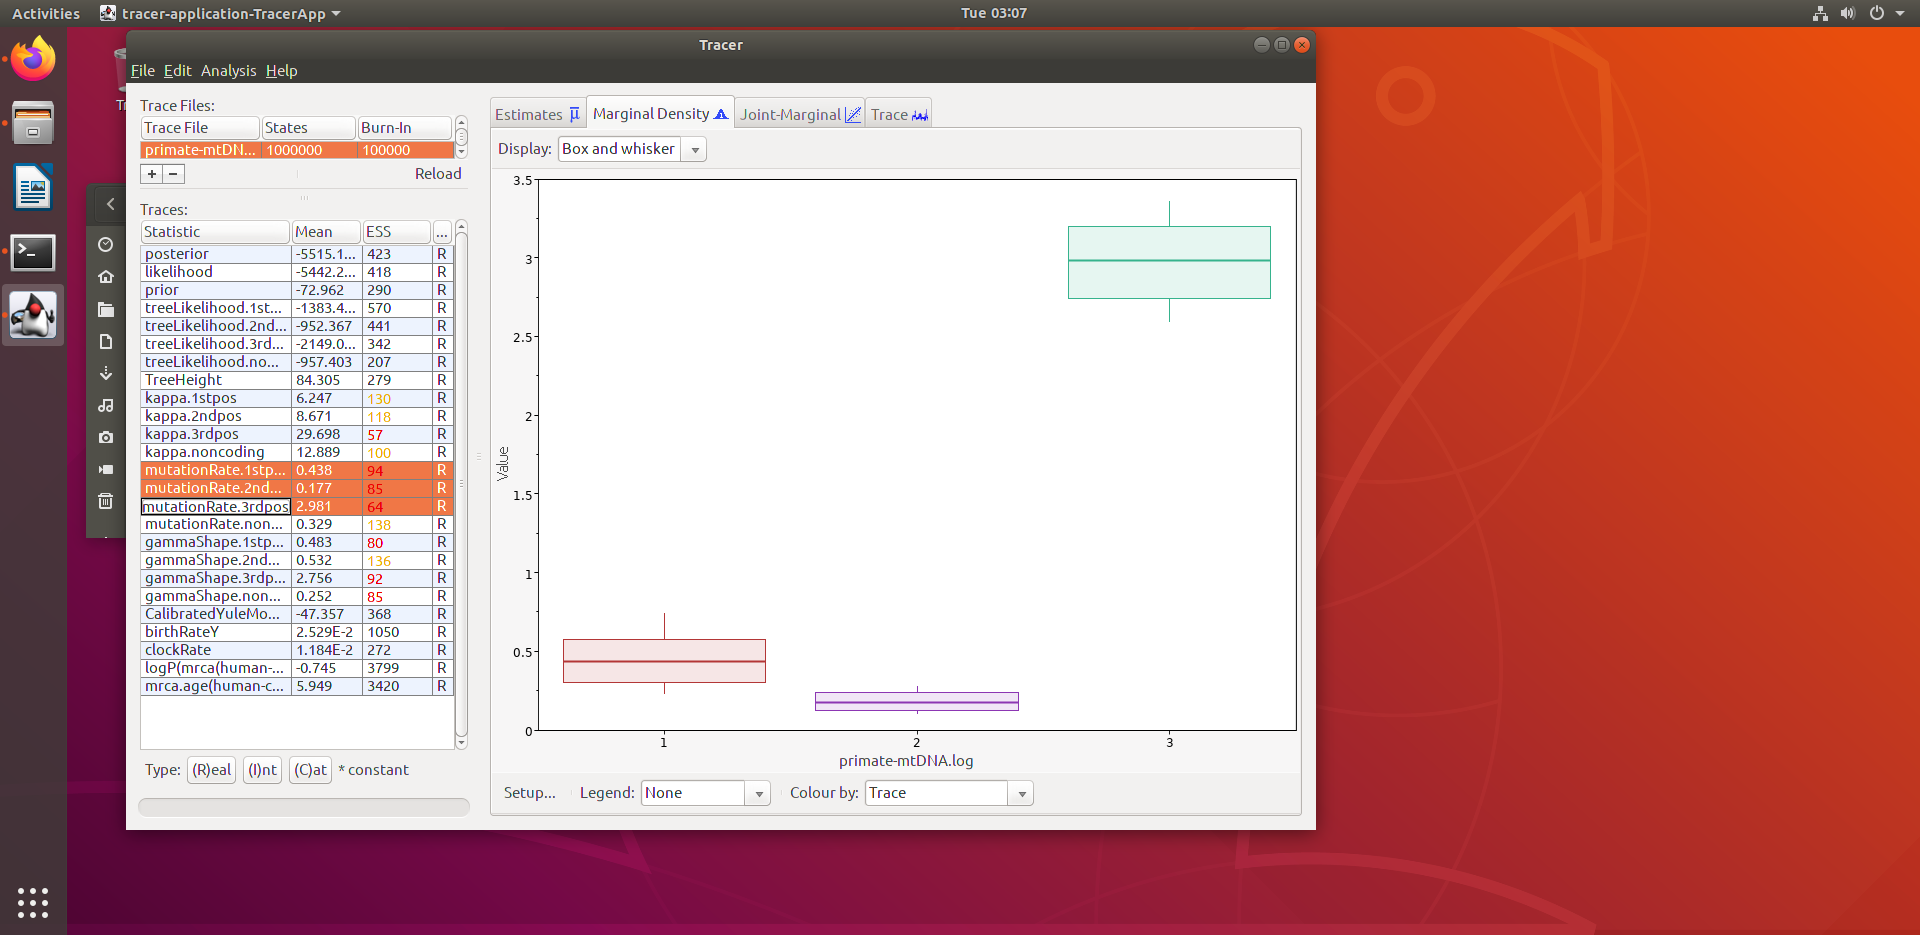 Activities tracer-application-TracerApp Tue 03:07
Tracer
File Edit Analysis Help
Trace Files:
Trace File States Burn-In
primate-mtDN... 1000000 100000
+ − Reload
Traces:
Statistic Mean ESS ...
posterior -5515.1... 423 R
likelihood -5442.2... 418 R
prior -72.962 290 R
treeLikelihood.1st... -1383.4... 570 R
treeLikelihood.2nd... -952.367 441 R
treeLikelihood.3rd... -2149.0... 342 R
treeLikelihood.no... -957.403 207 R
TreeHeight 84.305 279 R
kappa.1stpos 6.247 130 R
kappa.2ndpos 8.671 118 R
kappa.3rdpos 29.698 57 R
kappa.noncoding 12.889 100 R
mutationRate.1stp... 0.438 94 R
mutationRate.2nd... 0.177 85 R
mutationRate.3rdpos 2.981 64 R
mutationRate.non... 0.329 138 R
gammaShape.1stp... 0.483 80 R
gammaShape.2nd... 0.532 136 R
gammaShape.3rdp... 2.756 92 R
gammaShape.non... 0.252 85 R
CalibratedYuleMo... -47.357 368 R
birthRateY 2.529E-2 1050 R
clockRate 1.184E-2 272 R
logP(mrca(human-... -0.745 3799 R
mrca.age(human-c... 5.949 3420 R
Type: (R)eal (I)nt (C)at * constant
Estimates μ Marginal Density Joint-Marginal Trace
Display: Box and whisker
3.5
3
2.5
2
1.5
1
0.5
0
Value
1 2 3
primate-mtDNA.log
Setup... Legend: None Colour by: Trace